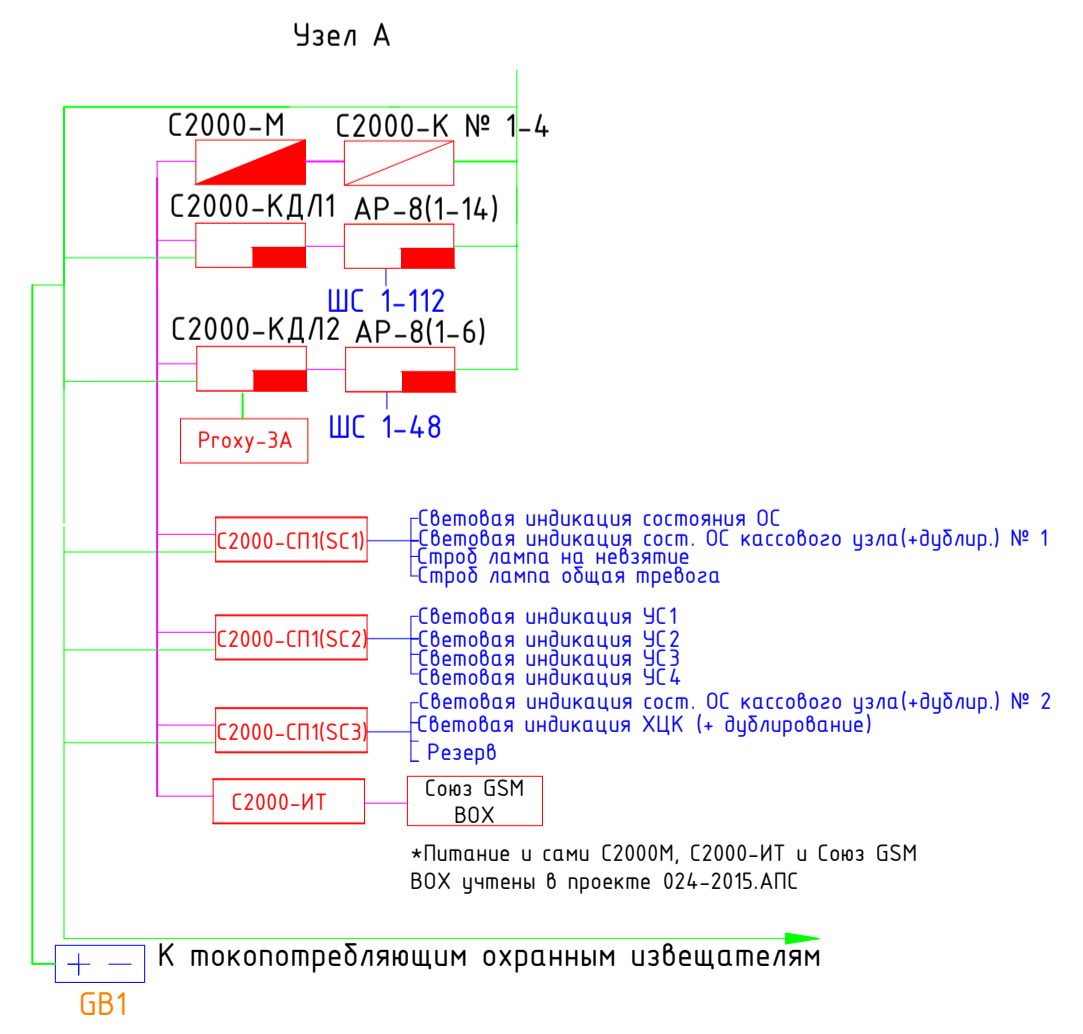 Узел А
С2000-М
С2000-К № 1-4
С2000-КДЛ1
АР-8(1-14)
ШС 1-112
С2000-КДЛ2
АР-8(1-6)
ШС 1-48
Proxy-3A
С2000-СП1(SC1)
Световая индикация состояния ОС
Световая индикация сост. ОС кассового узла(+дублир.) № 1
Строб лампа на невзятие
Строб лампа общая тревога
С2000-СП1(SC2)
Световая индикация УС1
Световая индикация УС2
Световая индикация УС3
Световая индикация УС4
С2000-СП1(SC3)
Световая индикация сост. ОС кассового узла(+дублир.) № 2
Световая индикация ХЦК (+ дублирование)
Резерв
С2000-ИТ
Союз GSM
BOX
*Питание и сами С2000М, С2000-ИТ и Союз GSM
BOX учтены в проекте 024-2015.АПС
+ −
К токопотребляющим охранным извещателям
GB1